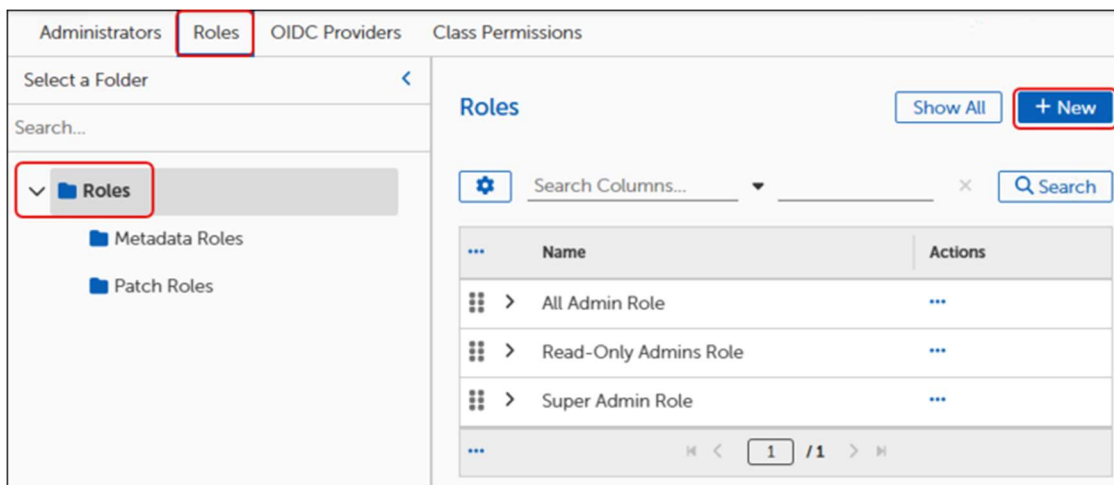 Administrators Roles OIDC Providers Class Permissions
Select a Folder
Search...
Roles
Metadata Roles
Patch Roles
Roles
Show All + New
Search Columns... Search
Name Actions
All Admin Role
Read-Only Admins Role
Super Admin Role
1 / 1